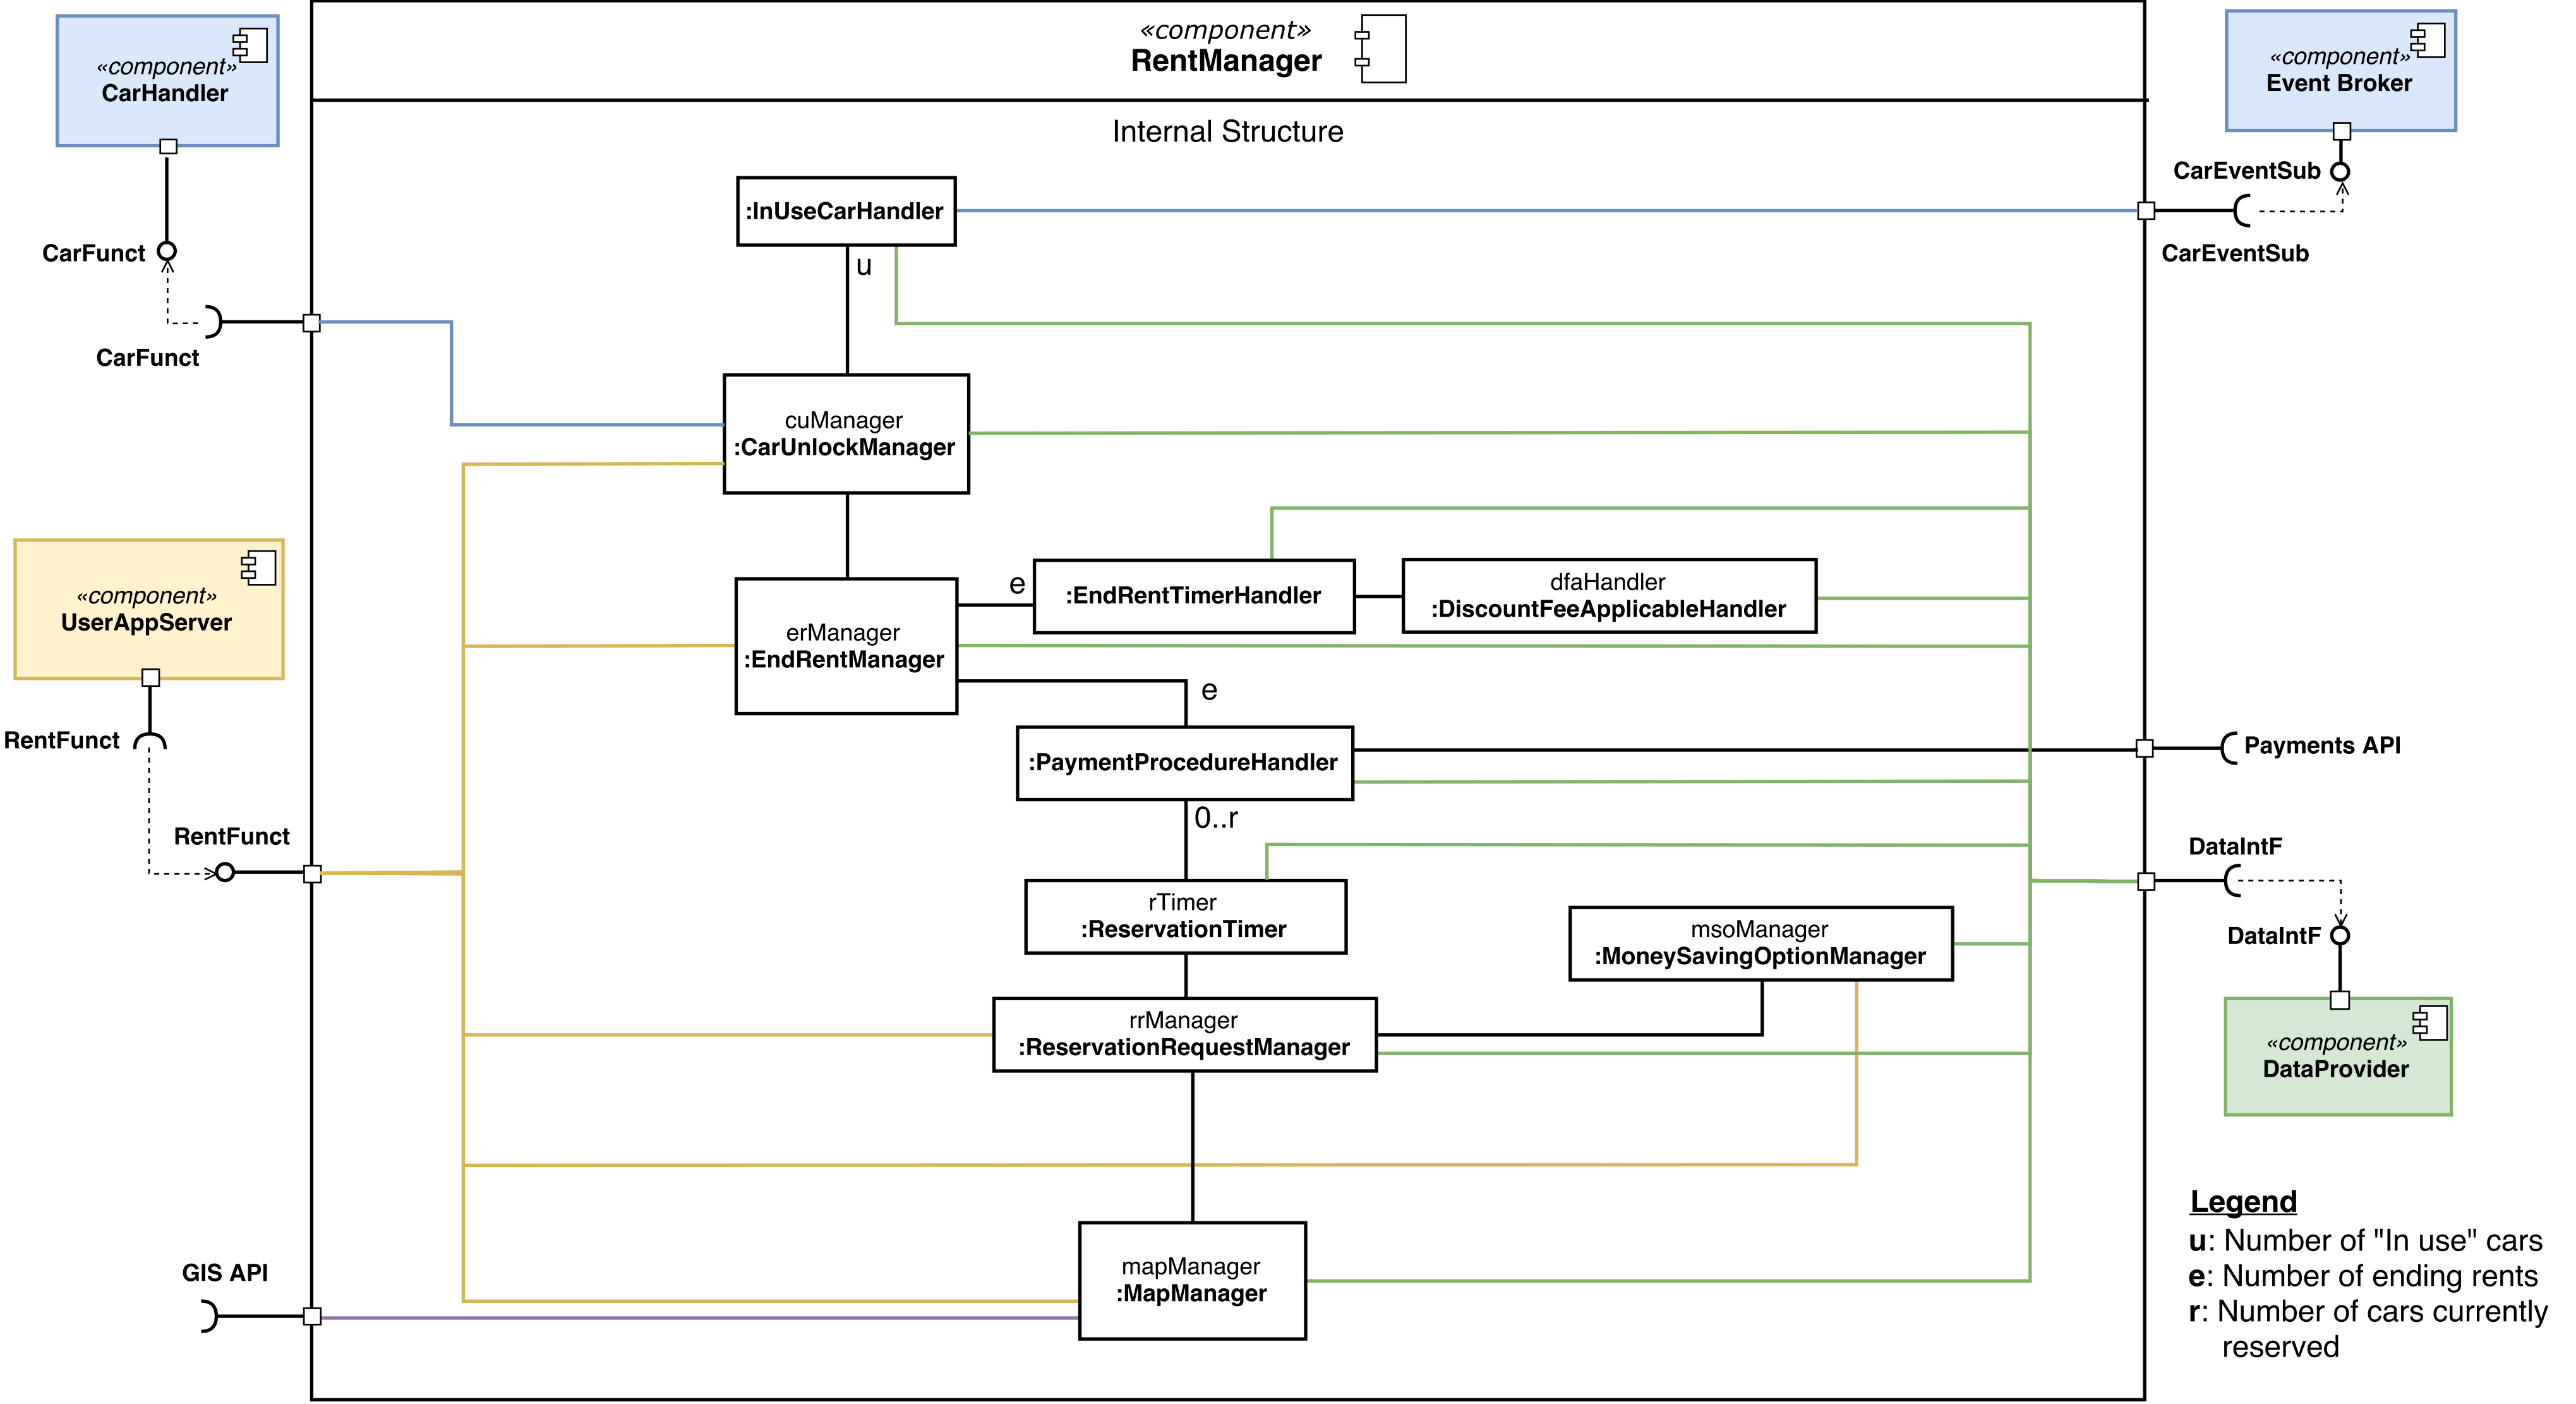 «component»
CarHandler
«component»
RentManager
«component»
Event Broker
Internal Structure
CarEventSub
CarEventSub
:InUseCarHandler
u
CarFunct
CarFunct
cuManager
:CarUnlockManager
«component»
UserAppServer
e
:EndRentTimerHandler
dfaHandler
:DiscountFeeApplicableHandler
erManager
:EndRentManager
e
RentFunct
:PaymentProcedureHandler
Payments API
0..r
RentFunct
DataIntF
rTimer
:ReservationTimer
msoManager
:MoneySavingOptionManager
DataIntF
rrManager
:ReservationRequestManager
«component»
DataProvider
mapManager
:MapManager
GIS API
Legend
u: Number of "In use" cars
e: Number of ending rents
r: Number of cars currently
reserved